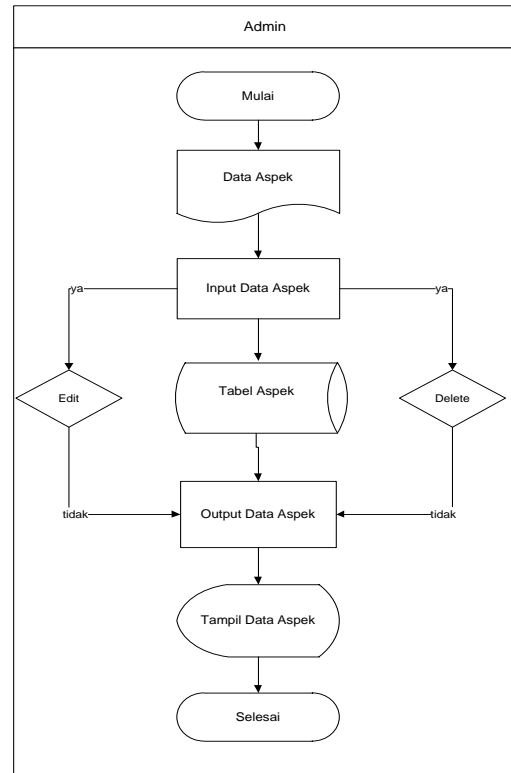 Admin
Mulai
Data Aspek
Input Data Aspek
ya
ya
Edit
Tabel Aspek
Delete
tidak
Output Data Aspek
tidak
Tampil Data Aspek
Selesai